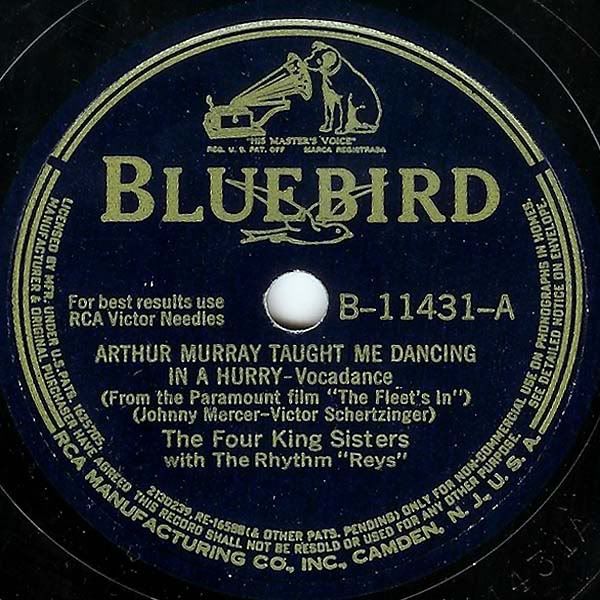 "HIS MASTER'S VOICE"
REG. U. S. PAT. OFF. MARCA REGISTRADA
BLUEBIRD
For best results use
RCA Victor Needles
B-11431-A
ARTHUR MURRAY TAUGHT ME DANCING
IN A HURRY-Vocadance
(From the Paramount film "The Fleet's In")
(Johnny Mercer-Victor Schertzinger)
The Four King Sisters
with The Rhythm "Reys"
LICENSED BY MFR. UNDER U.S. PATS. 1625705, 2130239, RE-16588 (& OTHER PATS. PENDING) ONLY FOR NON-COMMERCIAL USE ON PHONOGRAPHS IN HOMES.
MANUFACTURER & ORIGINAL PURCHASER HAVE AGREED THIS RECORD SHALL NOT BE RESOLD OR USED FOR ANY OTHER PURPOSE. SEE DETAILED NOTICE ON ENVELOPE.
RCA MANUFACTURING CO., INC., CAMDEN, N. J., U. S. A.